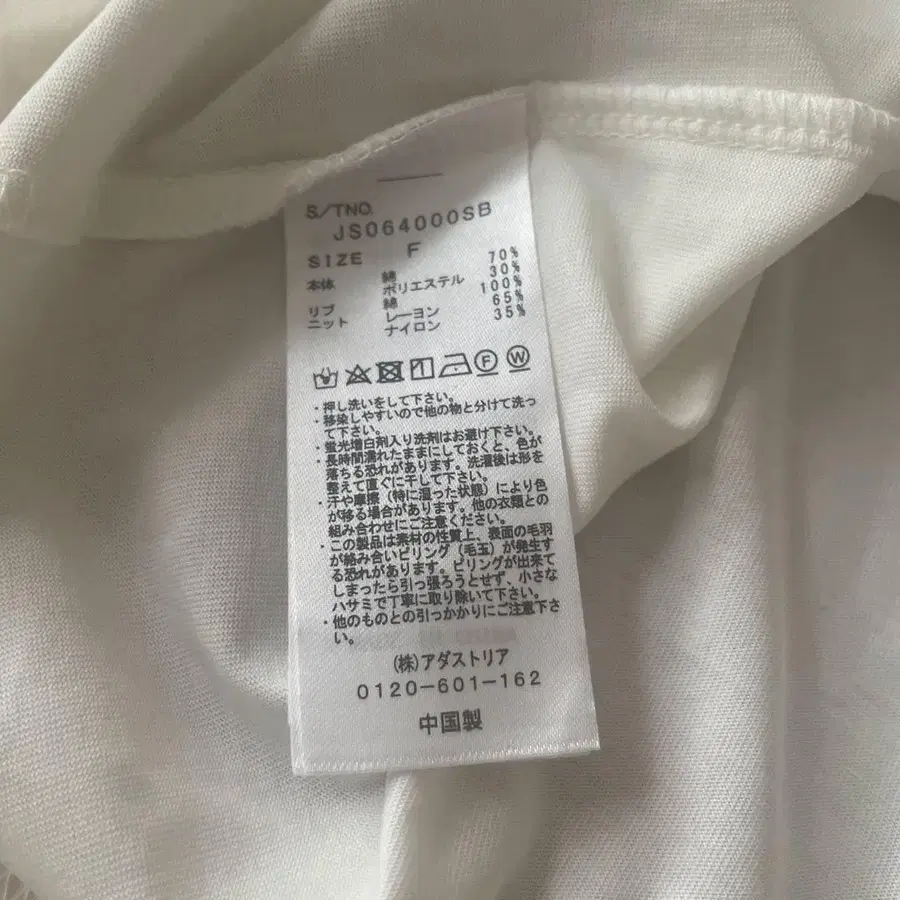 S/TNO.
JS064000SB
SIZE F
本体 綿 70%
ポリエステル 30%
リブ 綿 100%
ニット レーヨン 65%
ナイロン 35%
F W
・押し洗いをして下さい。
・移染しやすいので他の物と分けて洗っ
て下さい。
・蛍光増白剤入り洗剤はお避け下さい。
・長時間濡れたままにしておくと、色が
落ちる恐れがあります。洗濯後は形を
整えて直ぐに干して下さい。
・汗や摩擦（特に湿った状態）により色
が移る場合があります。他の衣類との
組み合わせにご注意ください。
・この製品は素材の性質上、表面の毛羽
が絡み合いピリング（毛玉）が発生す
る恐れがあります。ピリングが出来て
しまったら引っ張ろうとせず、小さな
ハサミで丁寧に取り除いて下さい。
・他のものとの引っかかりにご注意下さ
い。
(株)アダストリア
0120-601-162
中国製